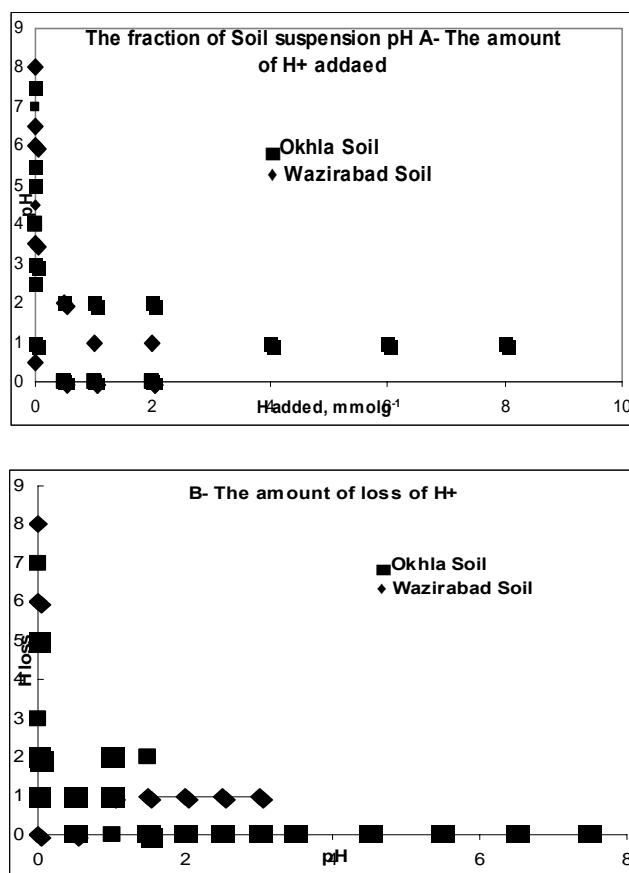 The fraction of Soil suspension pH A- The amount
of H+ addaed
9
8
7
6
5
4
3
2
1
0
pH
Okhla Soil
Wazirabad Soil
0 2 4 6 8 10
H added, mmolg-1
B- The amount of loss of H+
9
8
7
6
5
4
3
2
1
0
H loss
Okhla Soil
Wazirabad Soil
0 2 4 6 8
pH